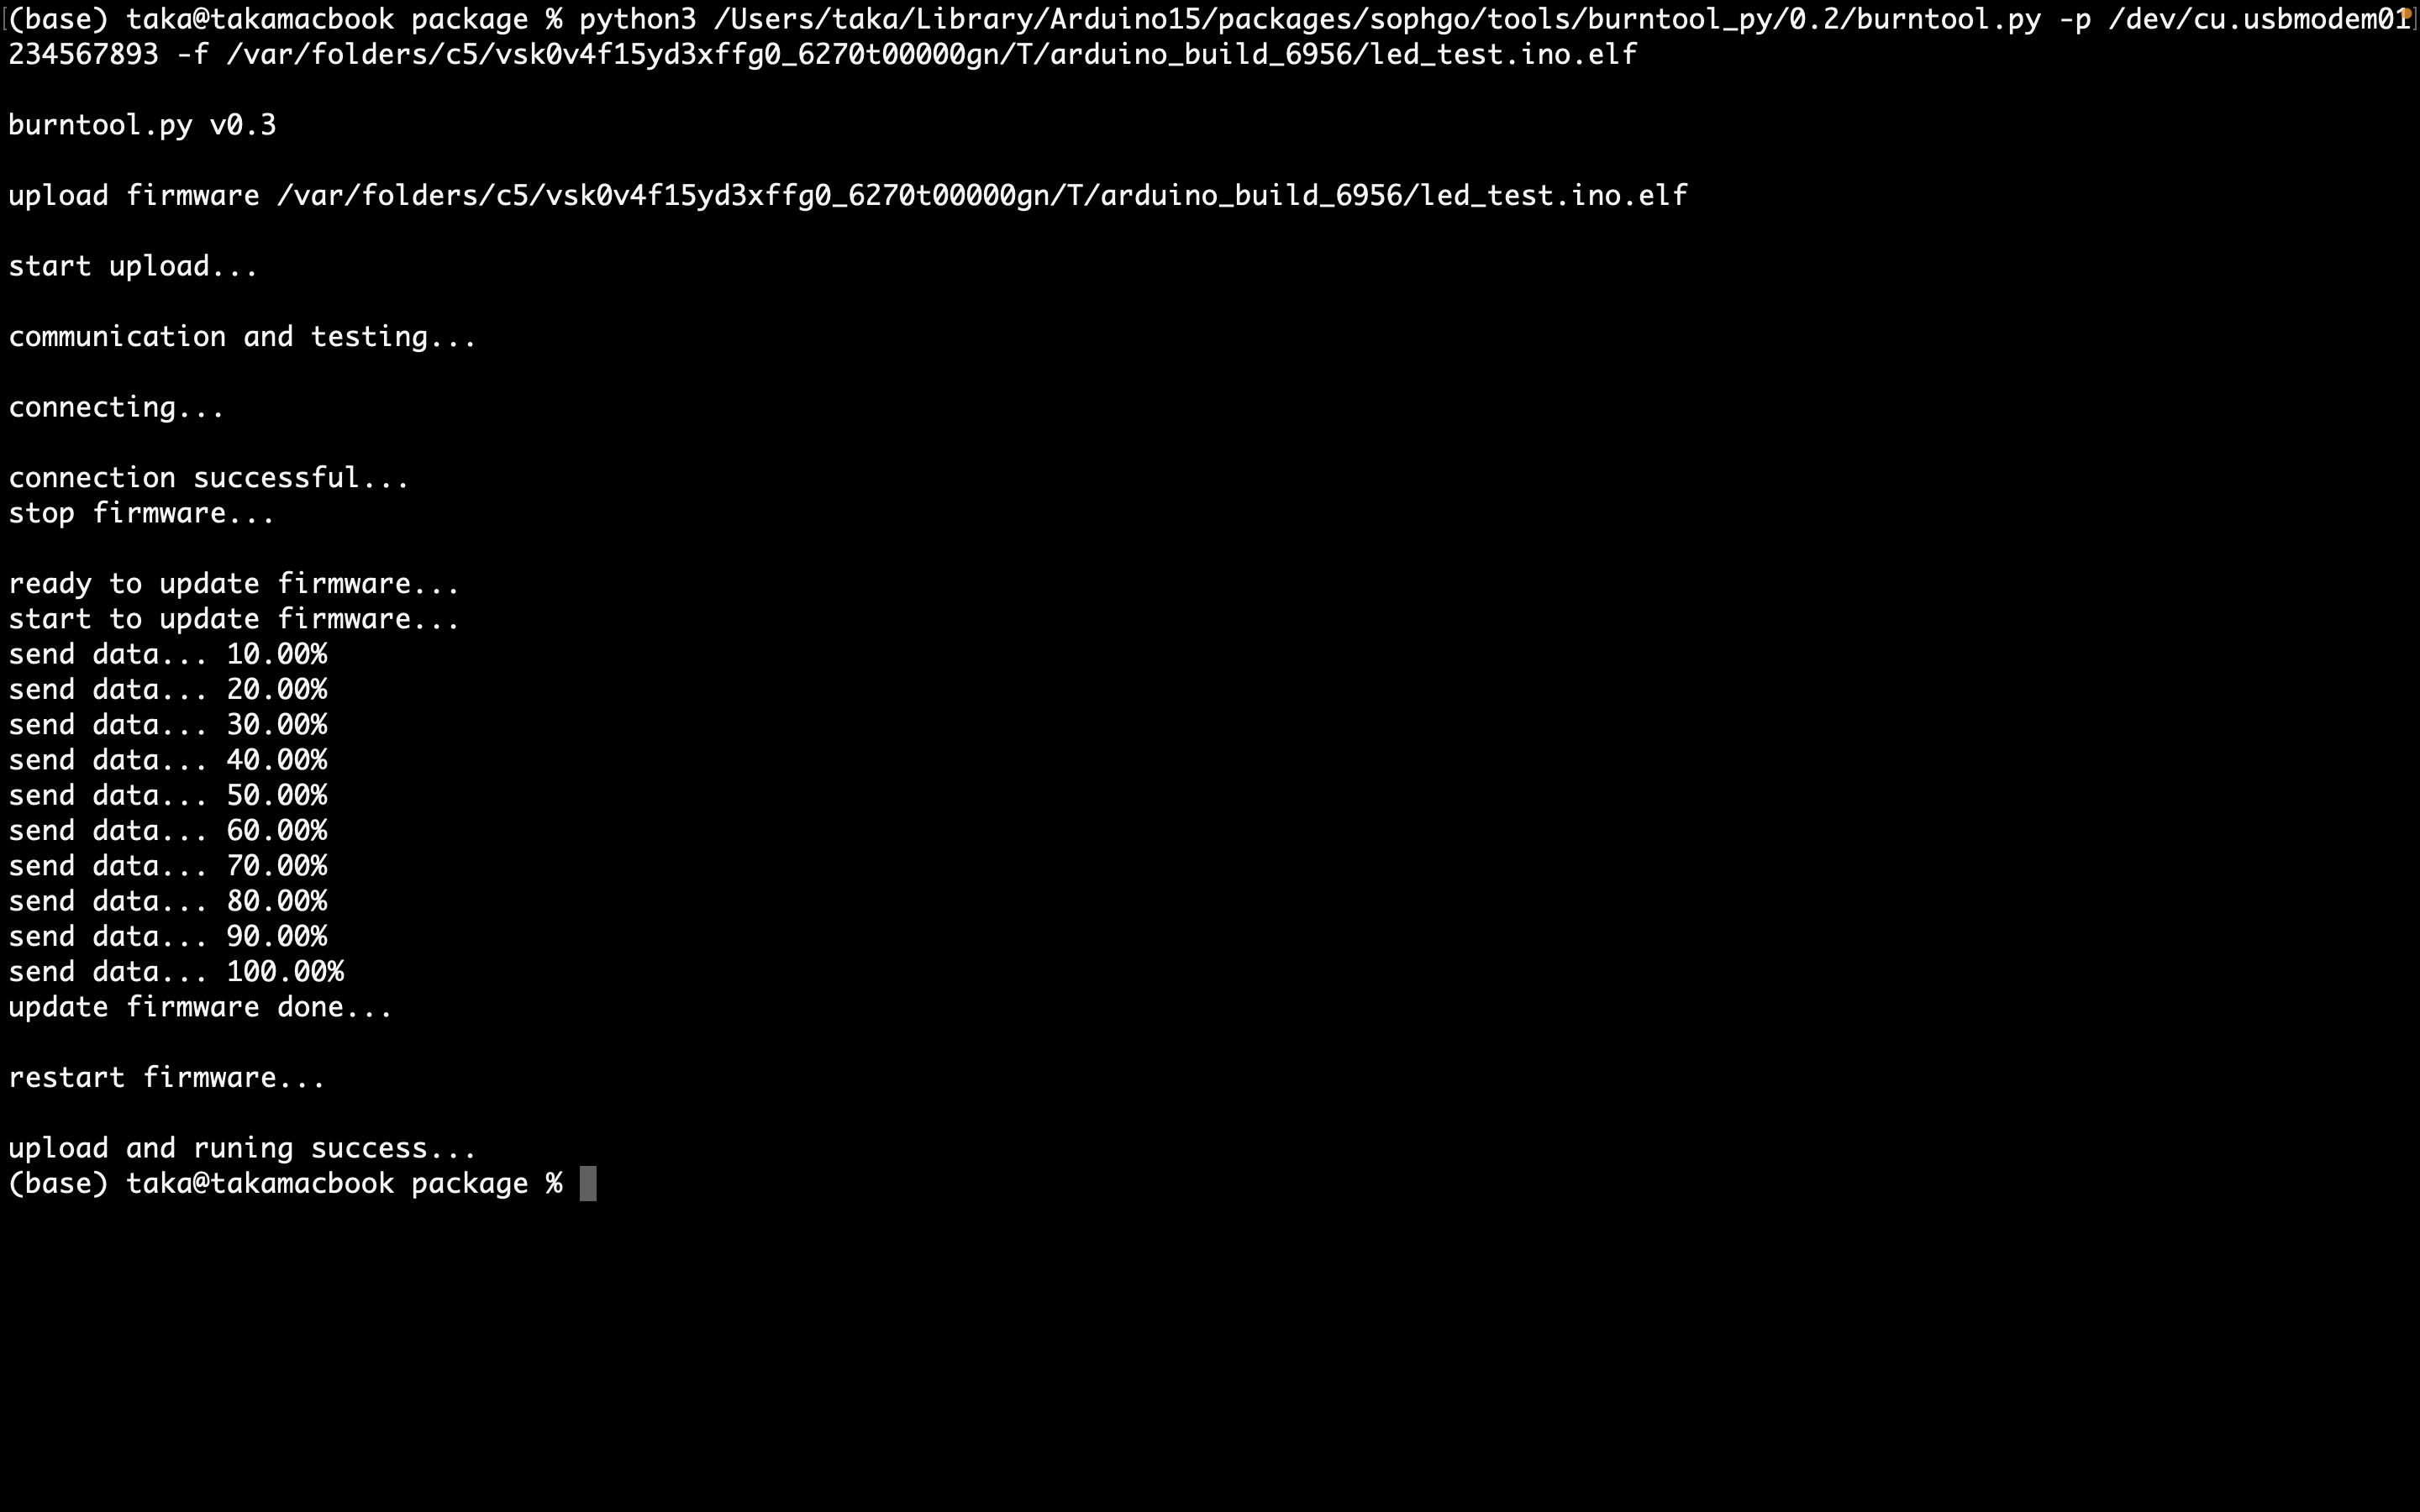 (base) taka@takamacbook package % python3 /Users/taka/Library/Arduino15/packages/sophgo/tools/burntool_py/0.2/burntool.py -p /dev/cu.usbmodem01
234567893 -f /var/folders/c5/vsk0v4f15yd3xffg0_6270t00000gn/T/arduino_build_6956/led_test.ino.elf
burntool.py v0.3
upload firmware /var/folders/c5/vsk0v4f15yd3xffg0_6270t00000gn/T/arduino_build_6956/led_test.ino.elf
start upload...
communication and testing...
connecting...
connection successful...
stop firmware...
ready to update firmware...
start to update firmware...
send data... 10.00%
send data... 20.00%
send data... 30.00%
send data... 40.00%
send data... 50.00%
send data... 60.00%
send data... 70.00%
send data... 80.00%
send data... 90.00%
send data... 100.00%
update firmware done...
restart firmware...
upload and runing success...
(base) taka@takamacbook package %